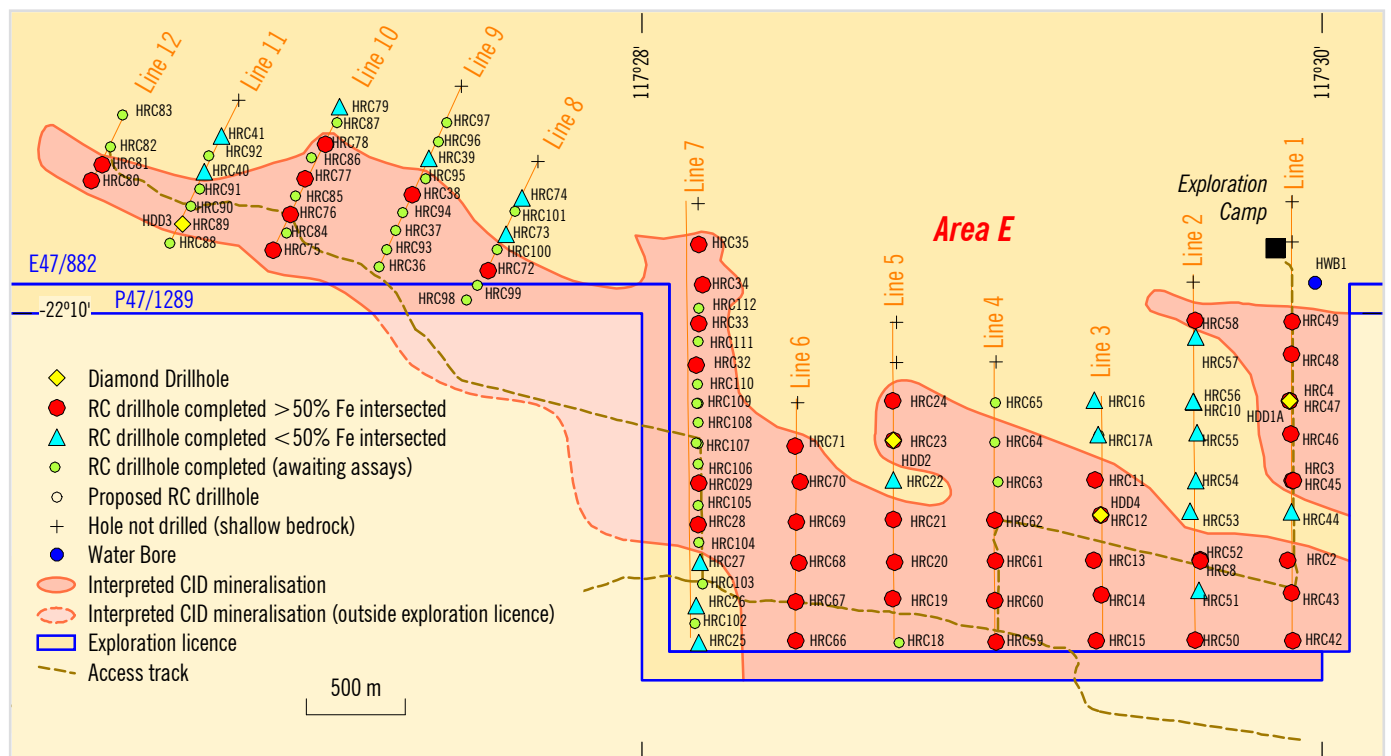 Line 12
Line 11
Line 10
Line 9
Line 8
117º28'
117º30'
HRC83
HRC82
HRC81
HRC80
HRC41
HRC92
HRC40
HRC91
HRC90
HDD3
HRC89
HRC88
HRC79
HRC87
HRC78
HRC86
HRC77
HRC85
HRC76
HRC84
HRC75
HRC97
HRC96
HRC39
HRC95
HRC38
HRC94
HRC37
HRC93
HRC36
HRC74
HRC101
HRC73
HRC100
HRC72
HRC99
HRC98
E47/882
P47/1289
-22º10'
Line 7
HRC35
HRC34
HRC112
HRC33
HRC111
HRC32
HRC110
HRC109
HRC108
HRC107
HRC106
HRC029
HRC105
HRC28
HRC104
HRC27
HRC103
HRC26
HRC102
HRC25
Area E
Line 6
HRC71
HRC70
HRC69
HRC68
HRC67
HRC66
Line 5
HRC24
HRC23
HDD2
HRC22
HRC21
HRC20
HRC19
HRC18
Line 4
HRC65
HRC64
HRC63
HRC62
HRC61
HRC60
HRC59
Line 3
HRC16
HRC17A
HRC11
HDD4
HRC12
HRC13
HRC14
HRC15
Line 2
HRC58
HRC57
HRC56
HRC10
HRC55
HRC54
HRC53
HRC52
HRC8
HRC51
HRC50
Line 1
Exploration
Camp
HWB1
HRC49
HRC48
HRC4
HRC47
HDD1A
HRC46
HRC3
HRC45
HRC44
HRC2
HRC43
HRC42
Diamond Drillhole
RC drillhole completed >50% Fe intersected
RC drillhole completed <50% Fe intersected
RC drillhole completed (awaiting assays)
Proposed RC drillhole
Hole not drilled (shallow bedrock)
Water Bore
Interpreted CID mineralisation
Interpreted CID mineralisation (outside exploration licence)
Exploration licence
Access track
500 m